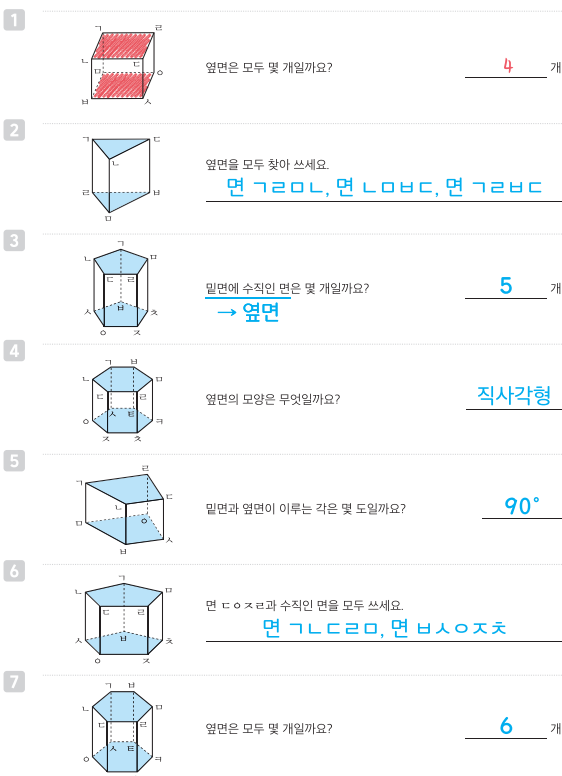 1
ㄱ ㄹ
ㄴ ㄷ
ㅁ ㅇ
ㅂ ㅅ
옆면은 모두 몇 개일까요? 4 개
2
ㄱ ㄷ
ㄴ
ㄹ ㅂ
ㅁ
옆면을 모두 찾아 쓰세요.
면 ㄱㄹㅁㄴ, 면 ㄴㅁㅂㄷ, 면 ㄱㄹㅂㄷ
3
ㄱ
ㄴ ㅁ
ㄷ ㄹ
ㅅ ㅂ ㅊ
ㅇ ㅈ
밑면에 수직인 면은 몇 개일까요? 5 개
→ 옆면
4
ㄱ ㅂ
ㄴ ㅁ
ㄷ ㄹ
ㅇ ㅅ ㅌ ㅋ
ㅈ ㅊ
옆면의 모양은 무엇일까요? 직사각형
5
ㄹ
ㄱ
ㄴ ㄷ
ㅁ ㅇ
ㅅ
ㅂ
밑면과 옆면이 이루는 각은 몇 도일까요? 90°
6
ㄱ
ㄴ ㅁ
ㄷ ㄹ
ㅅ ㅂ ㅊ
ㅇ ㅈ
면 ㄷㅇㅈㄹ과 수직인 면을 모두 쓰세요.
면 ㄱㄴㄷㄹㅁ, 면 ㅂㅅㅇㅈㅊ
7
ㄱ ㅂ
ㄴ ㅁ
ㄷ ㄹ
ㅅ ㅌ
ㅇ ㅋ
옆면은 모두 몇 개일까요? 6 개